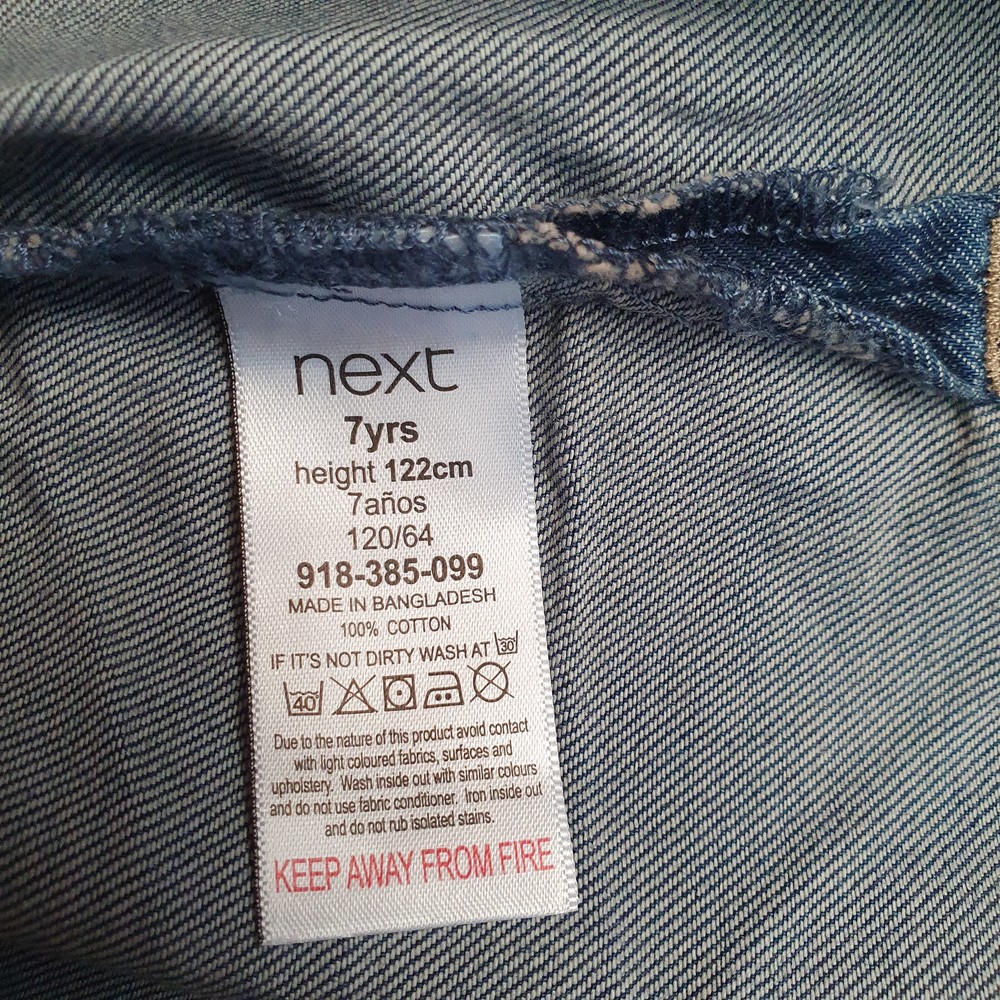 next
7yrs
height 122cm
7años
120/64
918-385-099
MADE IN BANGLADESH
100% COTTON
IF IT'S NOT DIRTY WASH AT 30
40
Due to the nature of this product avoid contact
with light coloured fabrics, surfaces and
upholstery. Wash inside out with similar colours
and do not use fabric conditioner. Iron inside out
and do not rub isolated stains.
KEEP AWAY FROM FIRE